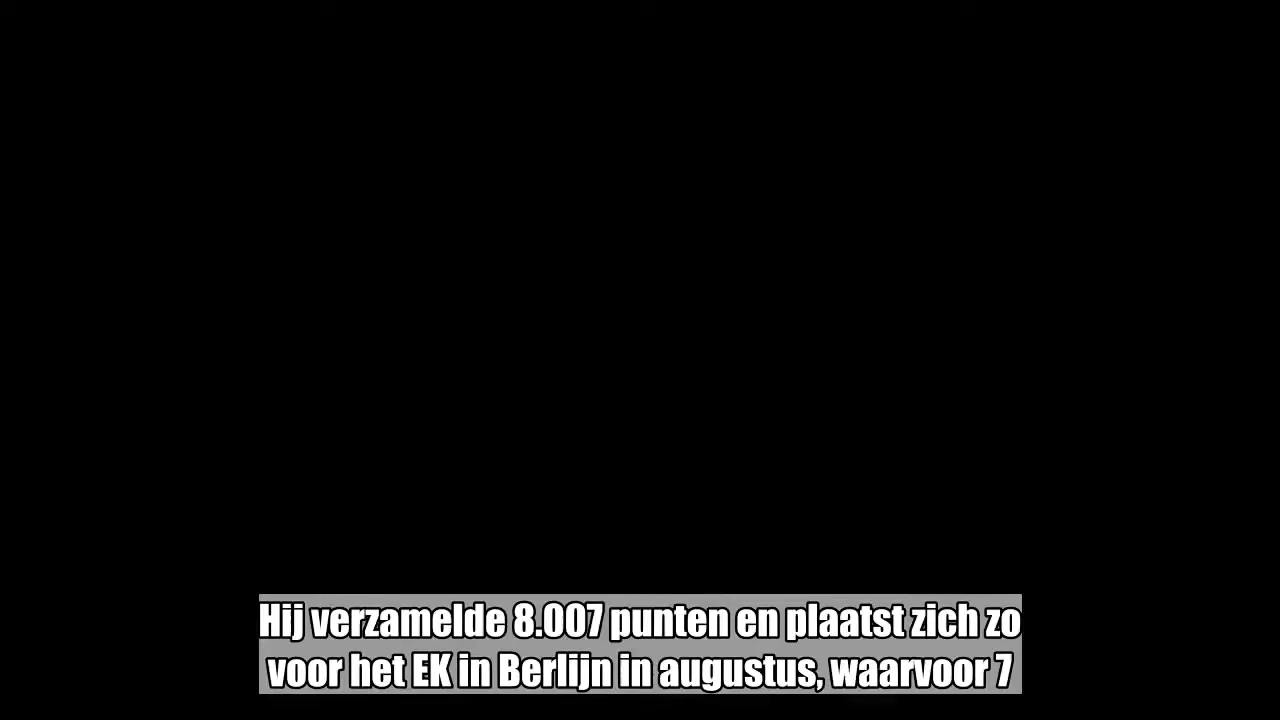 Hij verzamelde 8.007 punten en plaatst zich zo
voor het EK in Berlijn in augustus, waarvoor 7